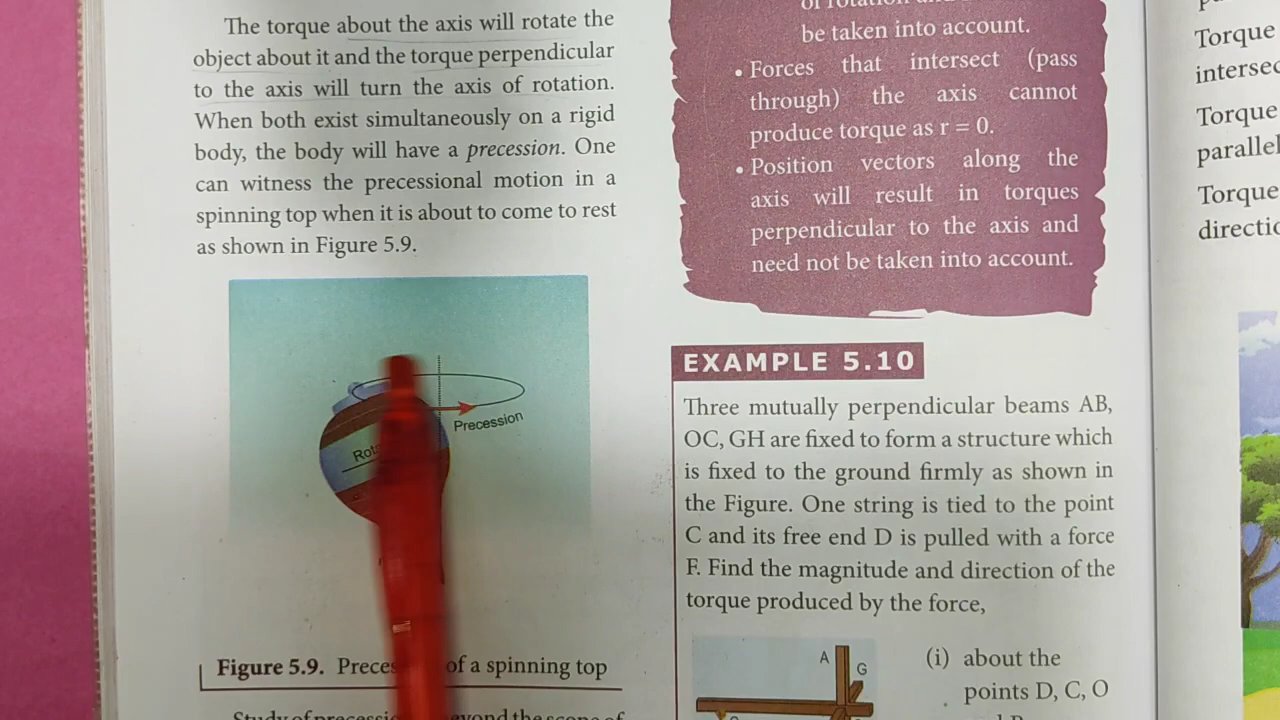 The torque about the axis will rotate the
object about it and the torque perpendicular
to the axis will turn the axis of rotation.
When both exist simultaneously on a rigid
body, the body will have a precession. One
can witness the precessional motion in a
spinning top when it is about to come to rest
as shown in Figure 5.9.
Precession
Figure 5.9. of a spinning top
be taken into account.
• Forces that intersect (pass
through) the axis cannot
produce torque as r = 0.
• Position vectors along the
axis will result in torques
perpendicular to the axis and
need not be taken into account.
EXAMPLE 5.10
Three mutually perpendicular beams AB,
OC, GH are fixed to form a structure which
is fixed to the ground firmly as shown in
the Figure. One string is tied to the point
C and its free end D is pulled with a force
F. Find the magnitude and direction of the
torque produced by the force,
A
G
(i) about the
points D, C, O
Torque
Torque
Torque